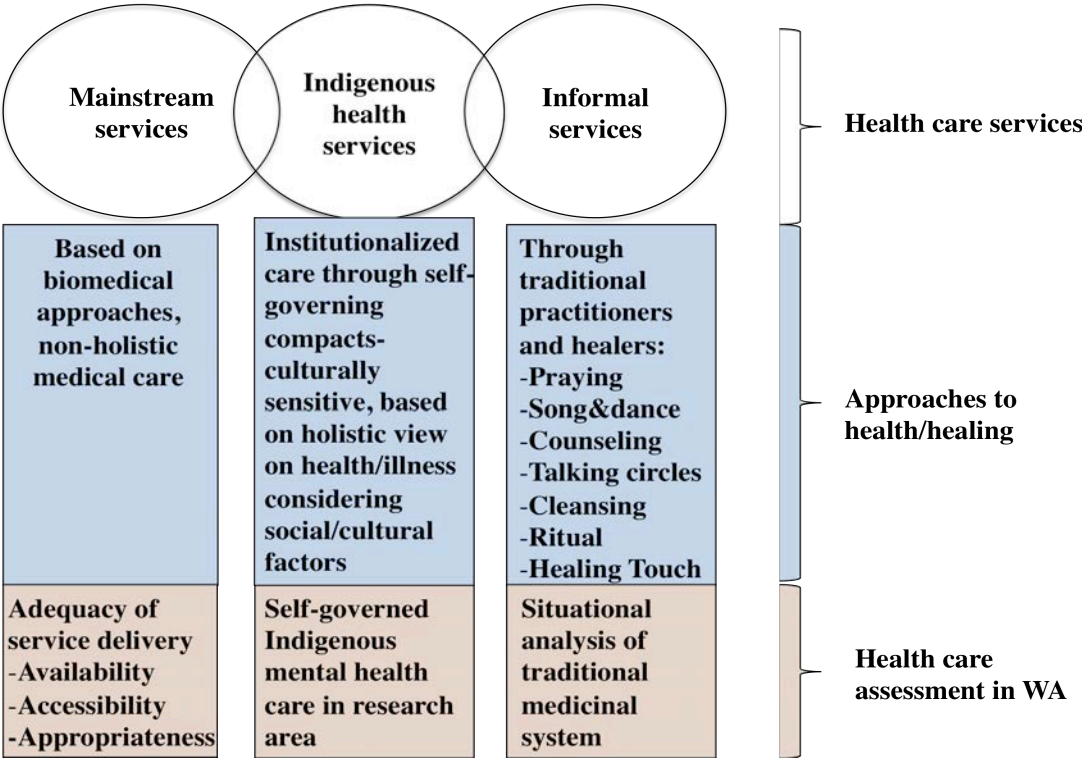 Mainstream
services
Indigenous
health
services
Informal
services
Health care services
Based on
biomedical
approaches,
non-holistic
medical care
Institutionalized
care through self-
governing
compacts-
culturally
sensitive, based
on holistic view
on health/illness
considering
social/cultural
factors
Through
traditional
practitioners
and healers:
-Praying
-Song&dance
-Counseling
-Talking circles
-Cleansing
-Ritual
-Healing Touch
Approaches to
health/healing
Adequacy of
service delivery
-Availability
-Accessibility
-Appropriateness
Self-governed
Indigenous
mental health
care in research
area
Situational
analysis of
traditional
medicinal
system
Health care
assessment in WA